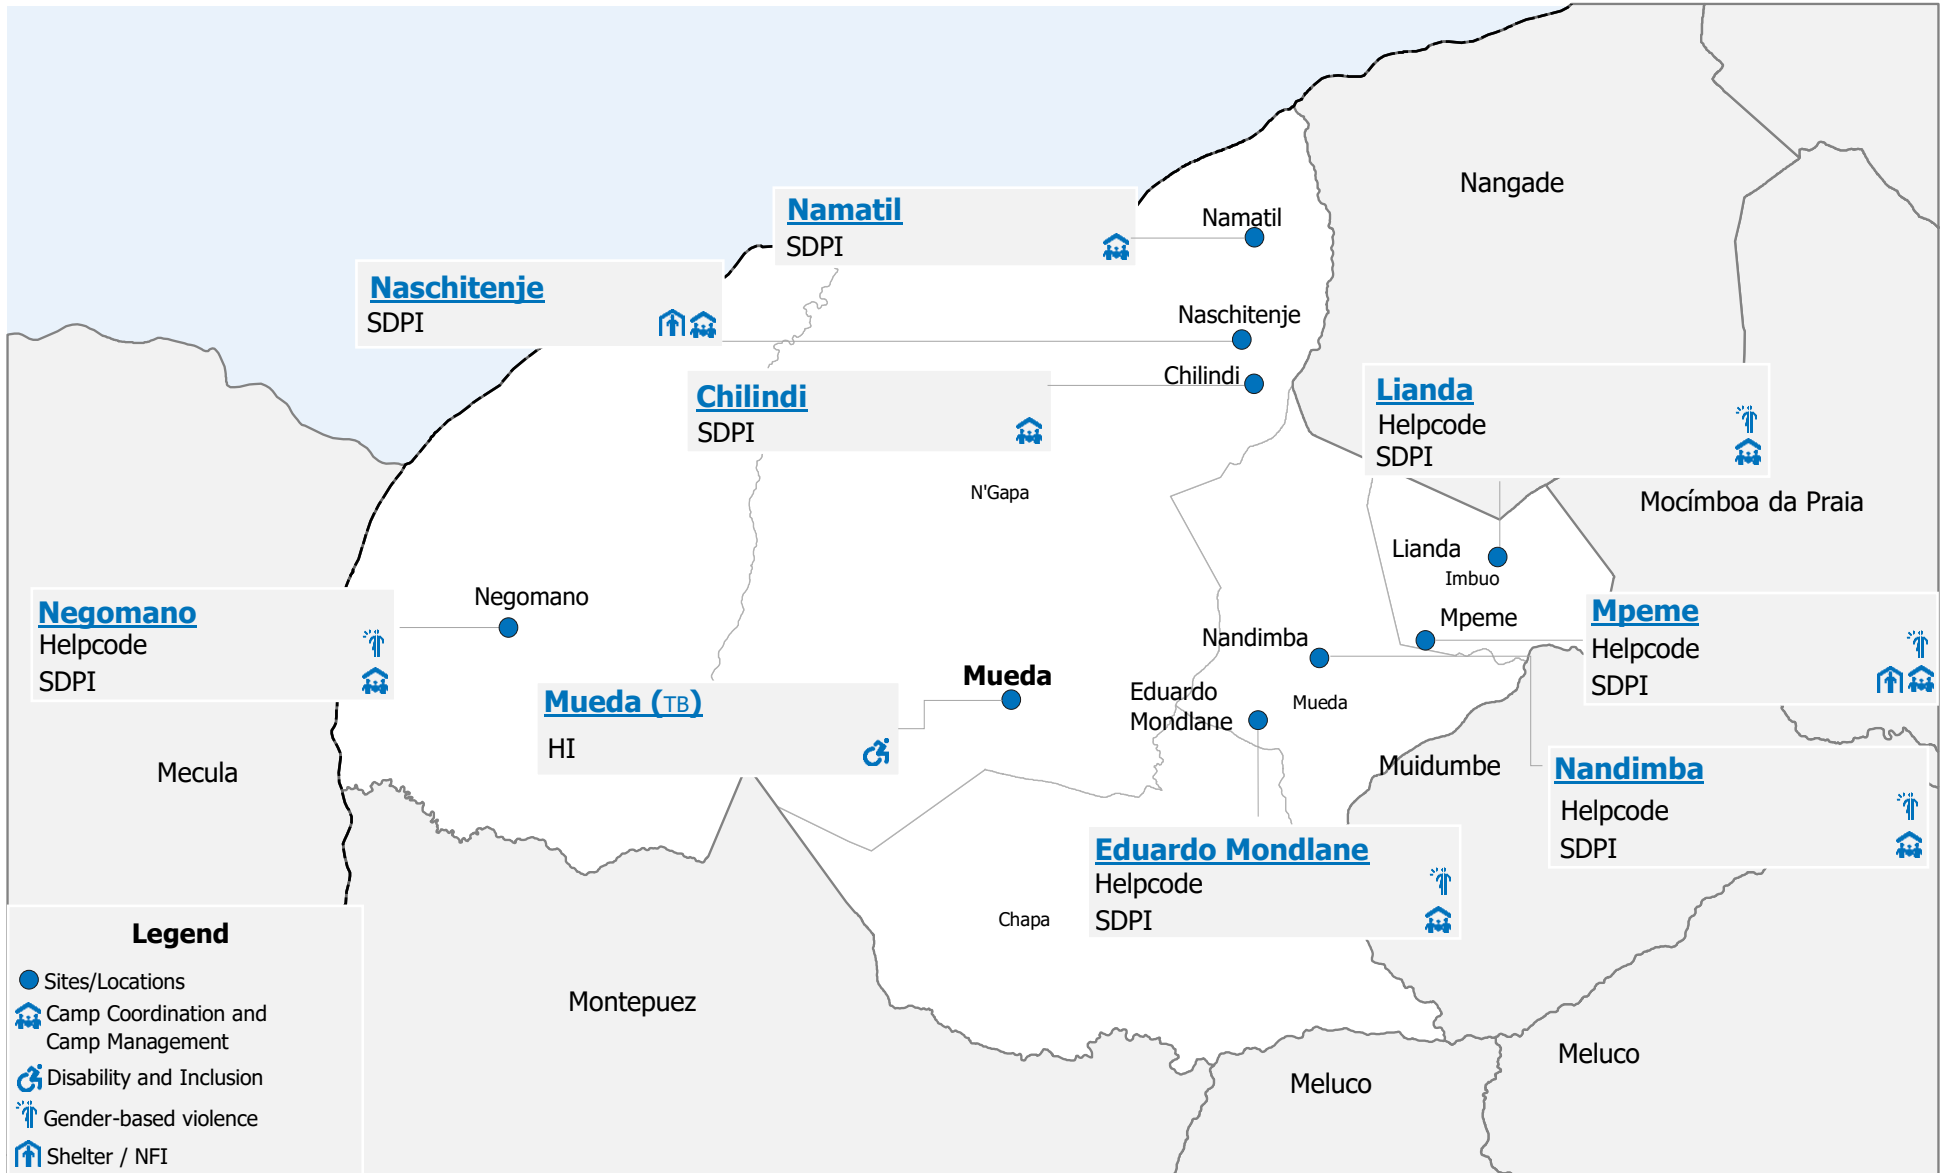 Nangade
Namatil
SDPI
Namatil
Naschitenje
SDPI
Naschitenje
Chilindi
Chilindi
SDPI
Lianda
Helpcode
SDPI
N'Gapa
Mocímboa da Praia
Lianda
Imbuo
Negomano
Negomano
Helpcode
SDPI
Mpeme
Mpeme
Helpcode
SDPI
Nandimba
Mueda
Mueda (TB)
HI
Eduardo
Mondlane
Mueda
Mecula
Muidumbe
Nandimba
Helpcode
SDPI
Eduardo Mondlane
Helpcode
SDPI
Chapa
Montepuez
Meluco
Meluco
Legend
Sites/Locations
Camp Coordination and
Camp Management
Disability and Inclusion
Gender-based violence
Shelter / NFI